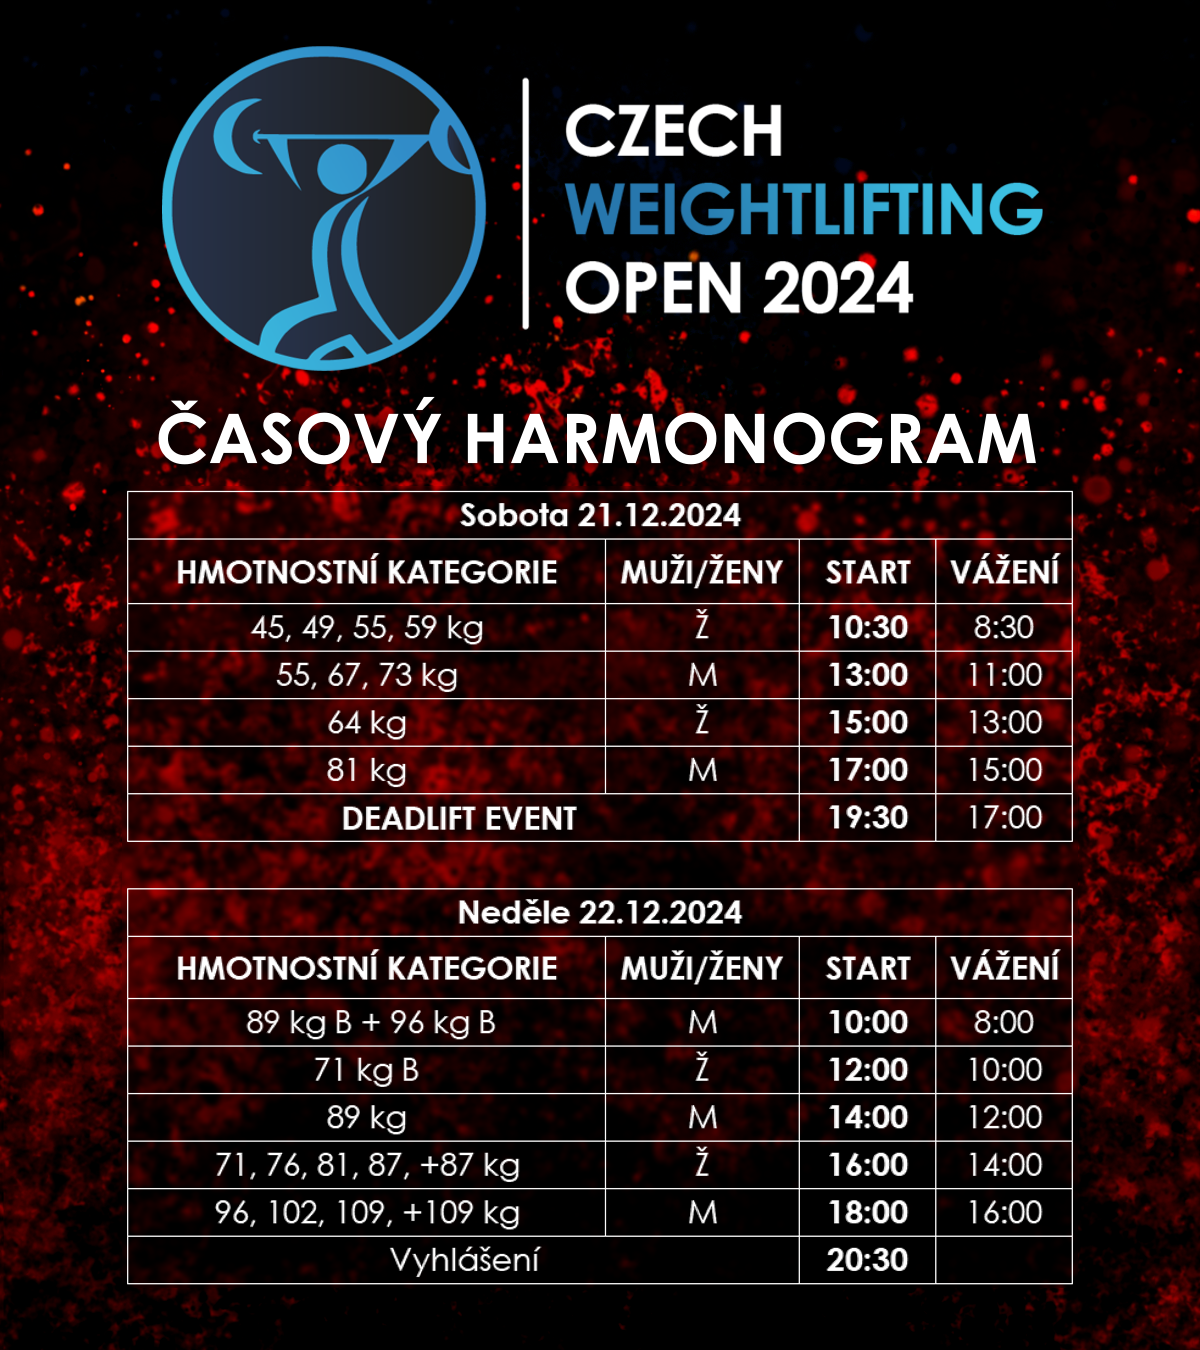 CZECH
WEIGHTLIFTING
OPEN 2024
ČASOVÝ HARMONOGRAM
Sobota 21.12.2024
HMOTNOSTNÍ KATEGORIE MUŽI/ŽENY START VÁŽENÍ
45, 49, 55, 59 kg Ž 10:30 8:30
55, 67, 73 kg M 13:00 11:00
64 kg Ž 15:00 13:00
81 kg M 17:00 15:00
DEADLIFT EVENT 19:30 17:00
Neděle 22.12.2024
HMOTNOSTNÍ KATEGORIE MUŽI/ŽENY START VÁŽENÍ
89 kg B + 96 kg B M 10:00 8:00
71 kg B Ž 12:00 10:00
89 kg M 14:00 12:00
71, 76, 81, 87, +87 kg Ž 16:00 14:00
96, 102, 109, +109 kg M 18:00 16:00
Vyhlášení 20:30